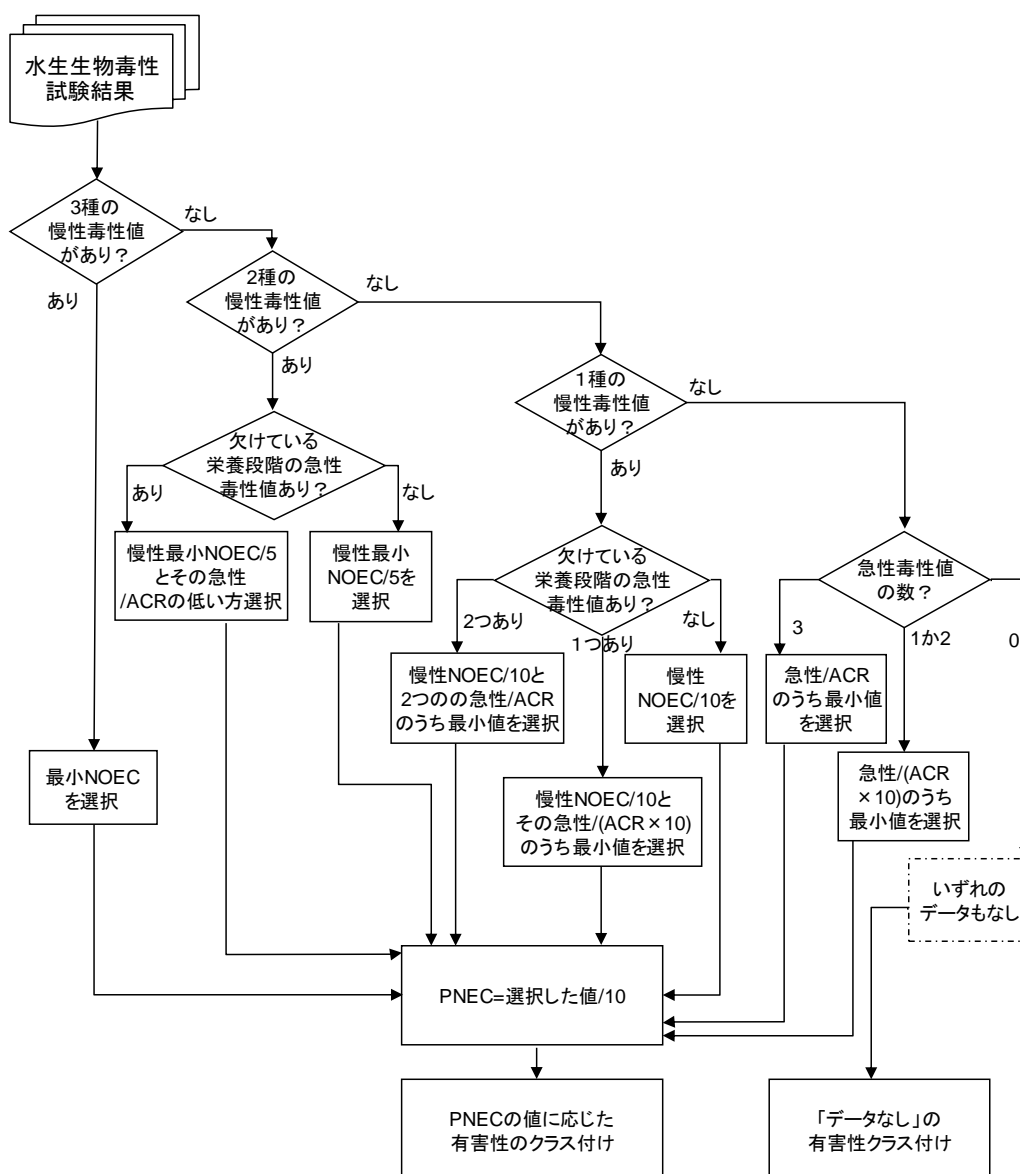 水生生物毒性
試験結果
3種の
慢性毒性値
があり？
なし
あり
2種の
慢性毒性値
があり？
なし
あり
1種の
慢性毒性値
があり？
なし
あり
欠けている
栄養段階の急性
毒性値あり？
あり
なし
慢性最小NOEC/5
とその急性
/ACRの低い方選択
慢性最小
NOEC/5を
選択
欠けている
栄養段階の急性
毒性値あり？
2つあり
1つあり
なし
急性毒性値
の数？
3
1か2
0
慢性NOEC/10と
2つのの急性/ACR
のうち最小値を選択
慢性
NOEC/10を
選択
急性/ACR
のうち最小値
を選択
最小NOEC
を選択
慢性NOEC/10と
その急性/(ACR×10)
のうち最小値を選択
急性/(ACR
×10)のうち
最小値を選択
いずれの
データもなし
PNEC=選択した値/10
PNECの値に応じた
有害性のクラス付け
「データなし」の
有害性クラス付け